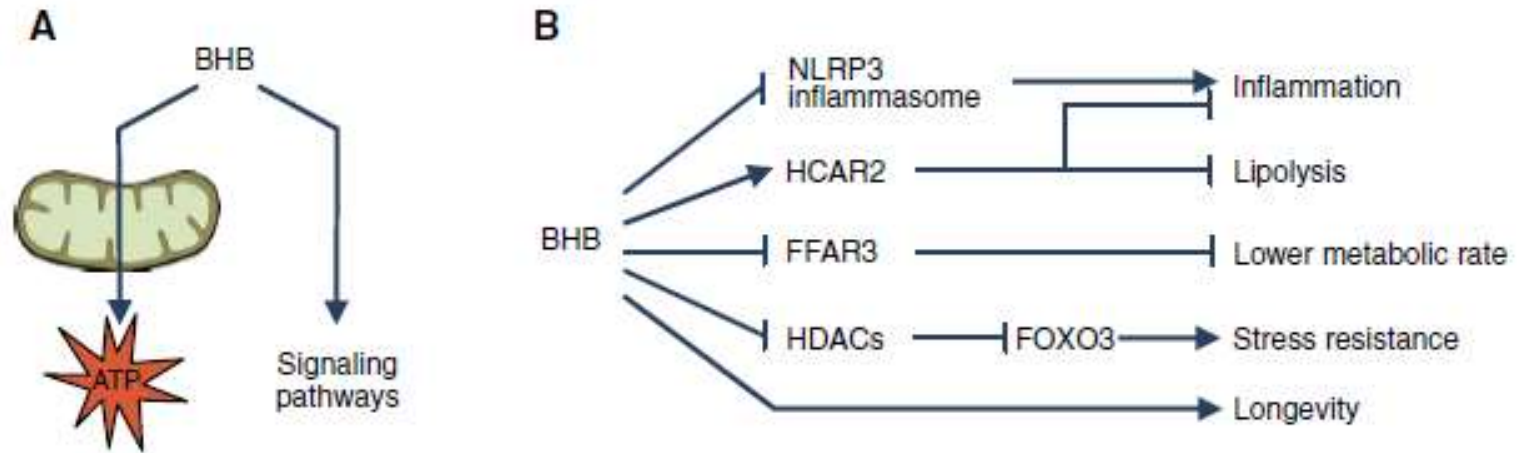 A
BHB
ATP
Signaling
pathways
B
BHB
NLRP3
inflammasome
Inflammation
HCAR2
Lipolysis
FFAR3
Lower metabolic rate
HDACs
FOXO3
Stress resistance
Longevity